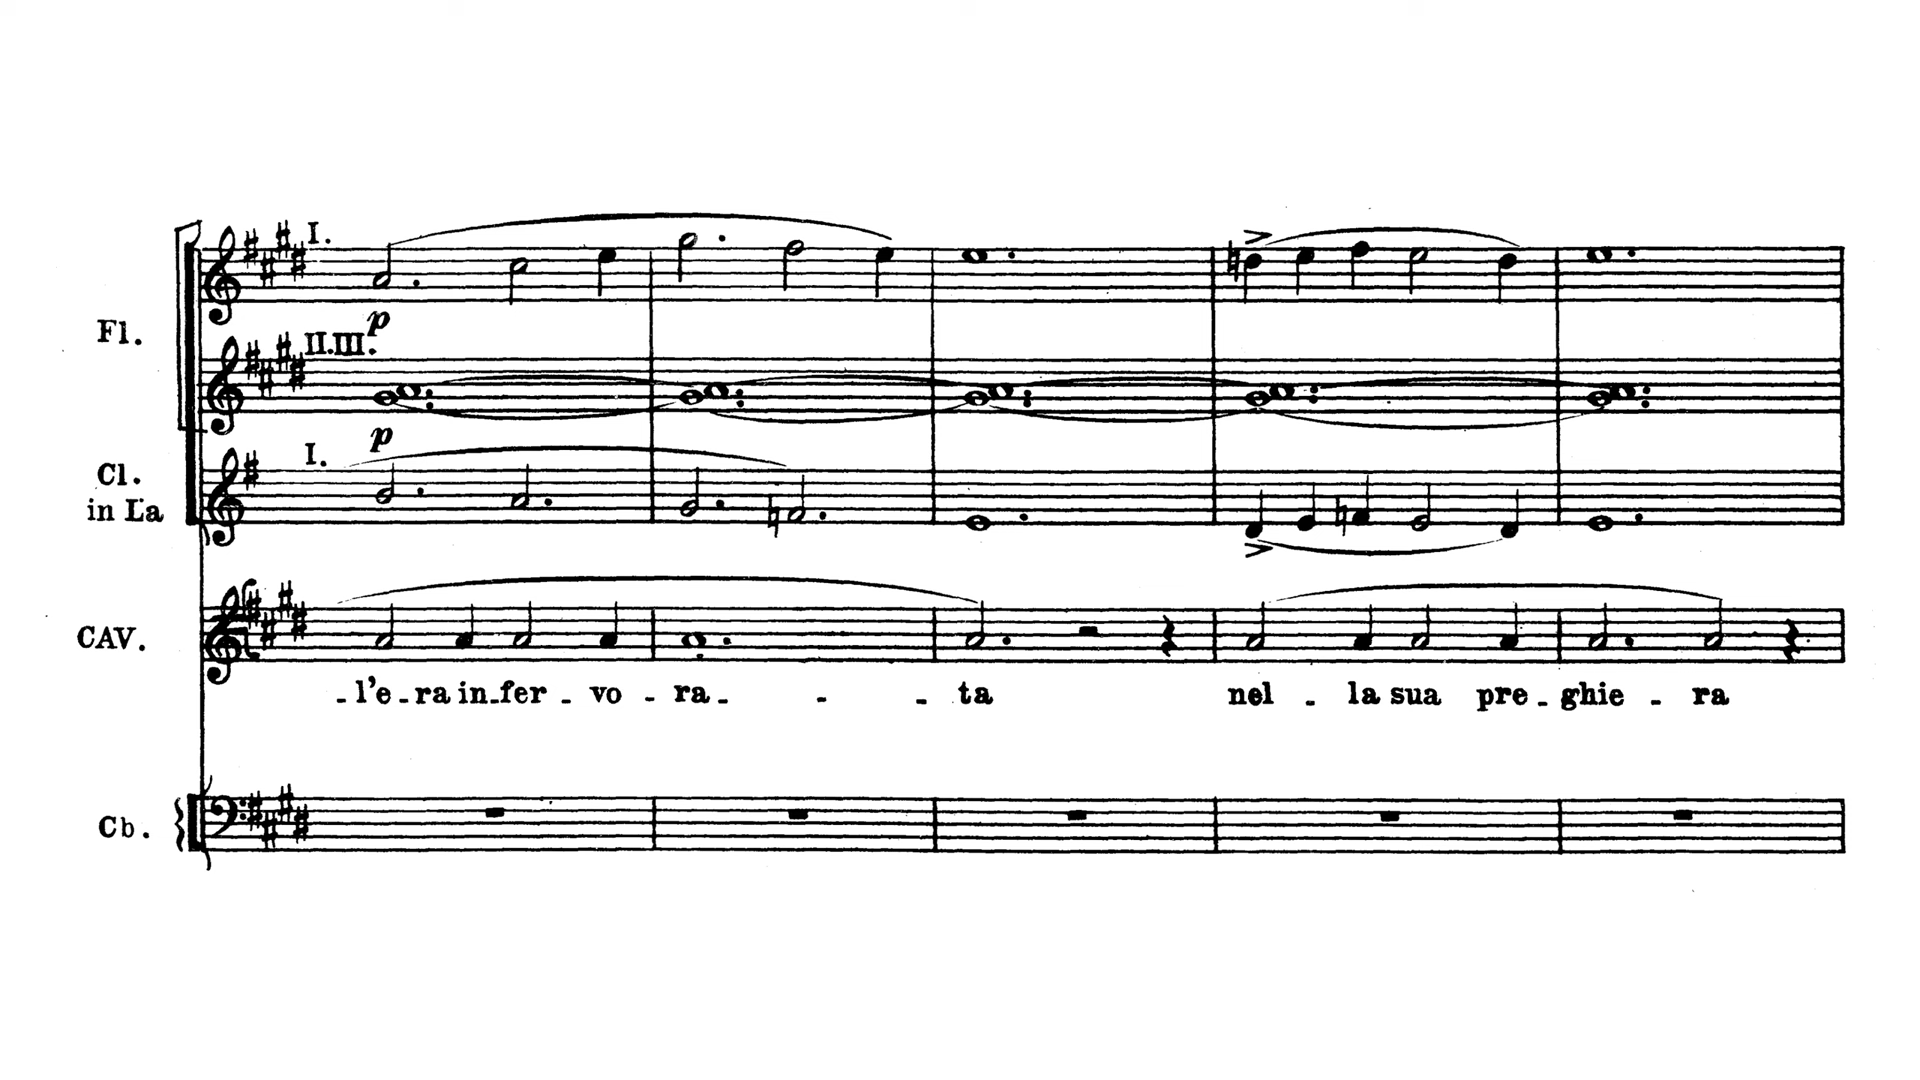 I.
Fl.
p
II.III.
p
Cl.
in La
I.
CAV.
- l'e - ra in - fer - vo - ra - - - ta nel - la sua pre - ghie - ra
Cb.